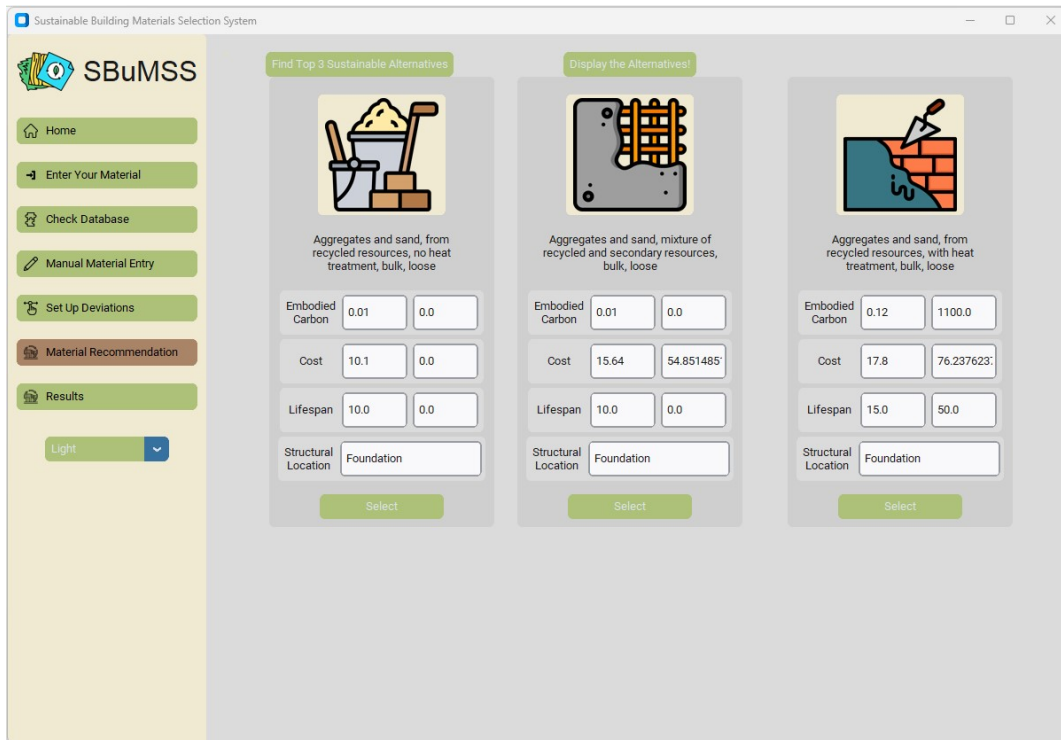 Sustainable Building Materials Selection System
SBuMSS
Home
Enter Your Material
Check Database
Manual Material Entry
Set Up Deviations
Material Recommendation
Results
Light
Find Top 3 Sustainable Alternatives
Display the Alternatives!
Aggregates and sand, from
recycled resources, no heat
treatment, bulk, loose
Embodied
Carbon
0.01
0.0
Cost
10.1
0.0
Lifespan
10.0
0.0
Structural
Location
Foundation
Select
Aggregates and sand, mixture of
recycled and secondary resources,
bulk, loose
Embodied
Carbon
0.01
0.0
Cost
15.64
54.851485
Lifespan
10.0
0.0
Structural
Location
Foundation
Select
Aggregates and sand, from
recycled resources, with heat
treatment, bulk, loose
Embodied
Carbon
0.12
1100.0
Cost
17.8
76.237623
Lifespan
15.0
50.0
Structural
Location
Foundation
Select